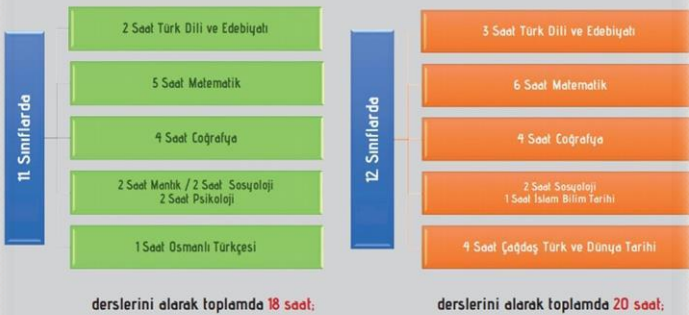 11. Sınıflarda
2 Saat Türk Dili ve Edebiyatı
5 Saat Matematik
4 Saat Coğrafya
2 Saat Mantık / 2 Saat Sosyoloji
2 Saat Psikoloji
1 Saat Osmanlı Türkçesi
derslerini alarak toplamda 18 saat;
12. Sınıflarda
3 Saat Türk Dili ve Edebiyatı
6 Saat Matematik
4 Saat Coğrafya
2 Saat Sosyoloji
1 Saat İslam Bilim Tarihi
4 Saat Çağdaş Türk ve Dünya Tarihi
derslerini alarak toplamda 20 saat;